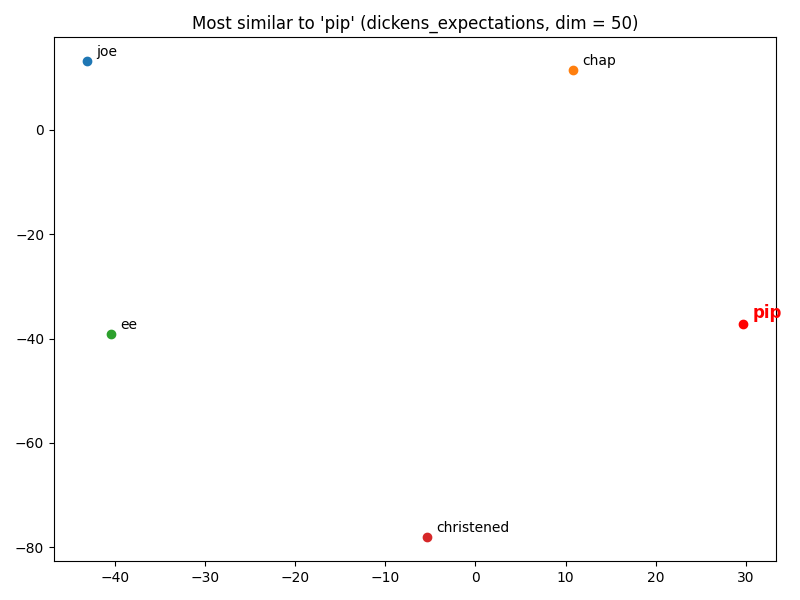 Most similar to 'pip' (dickens_expectations, dim = 50)
joe
chap
0
−20
pip
ee
−40
−60
christened
−80
−40 −30 −20 −10 0 10 20 30